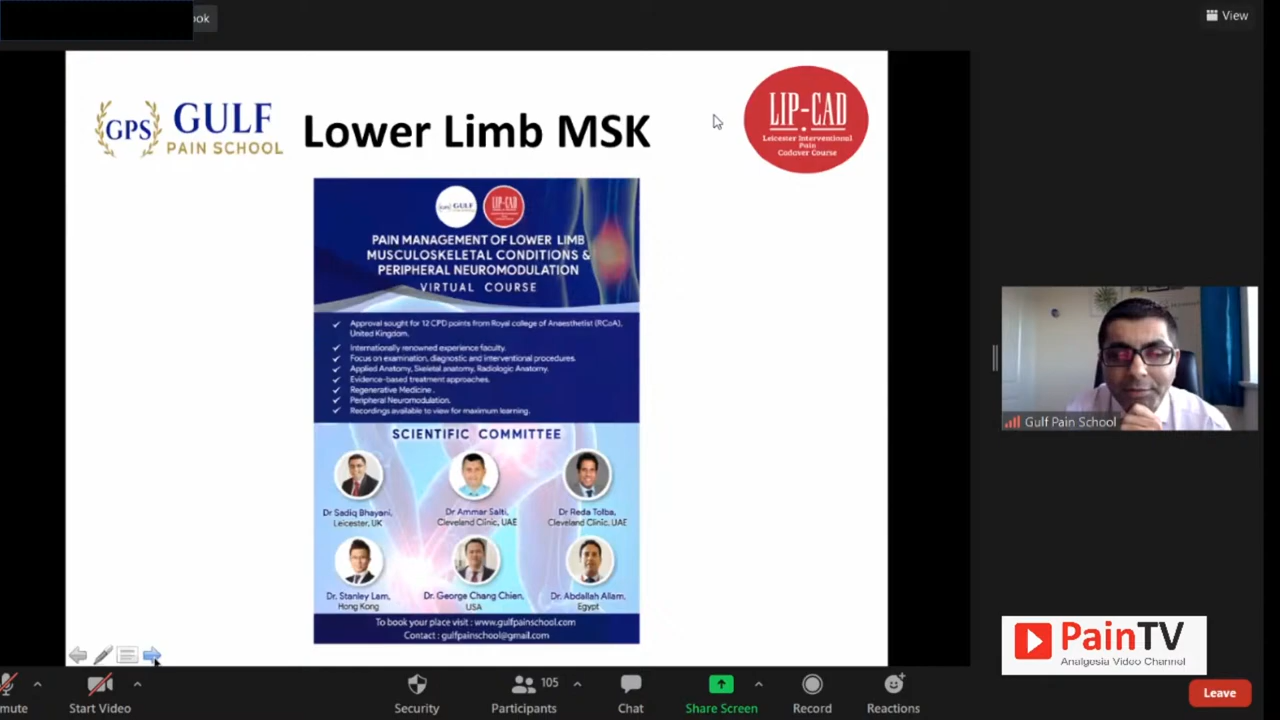 ook
View
GPS GULF
PAIN SCHOOL
Lower Limb MSK
LIP-CAD
Leicester Interventional
Pain
Cadaver Course
GULF
LIP-CAD
PAIN MANAGEMENT OF LOWER LIMB
MUSCULOSKELETAL CONDITIONS &
PERIPHERAL NEUROMODULATION
VIRTUAL COURSE
✓ Approval sought for 12 CPD points from Royal college of Anaesthetist (RCoA),
United Kingdom.
✓ Internationally renowned experience faculty.
✓ Focus on examination, diagnostic and interventional procedures.
✓ Applied Anatomy, Skeletal anatomy, Radiologic Anatomy.
✓ Evidence-based treatment approaches.
✓ Regenerative Medicine.
✓ Peripheral Neuromodulation.
✓ Recordings available to view for maximum learning.
SCIENTIFIC COMMITTEE
Dr Sadiq Bhayani,
Leicester, UK
Dr Ammar Salti,
Cleveland Clinic, UAE
Dr Reda Tolba,
Cleveland Clinic, UAE
Dr. Stanley Lam,
Hong Kong
Dr. George Chang Chien,
USA
Dr. Abdallah Allam,
Egypt
To book your place visit : www.gulfpainschool.com
Contact : gulfpainschool@gmail.com
Gulf Pain School
PainTV
Analgesia Video Channel
mute
Start Video
Security
105
Participants
Chat
Share Screen
Record
Reactions
Leave